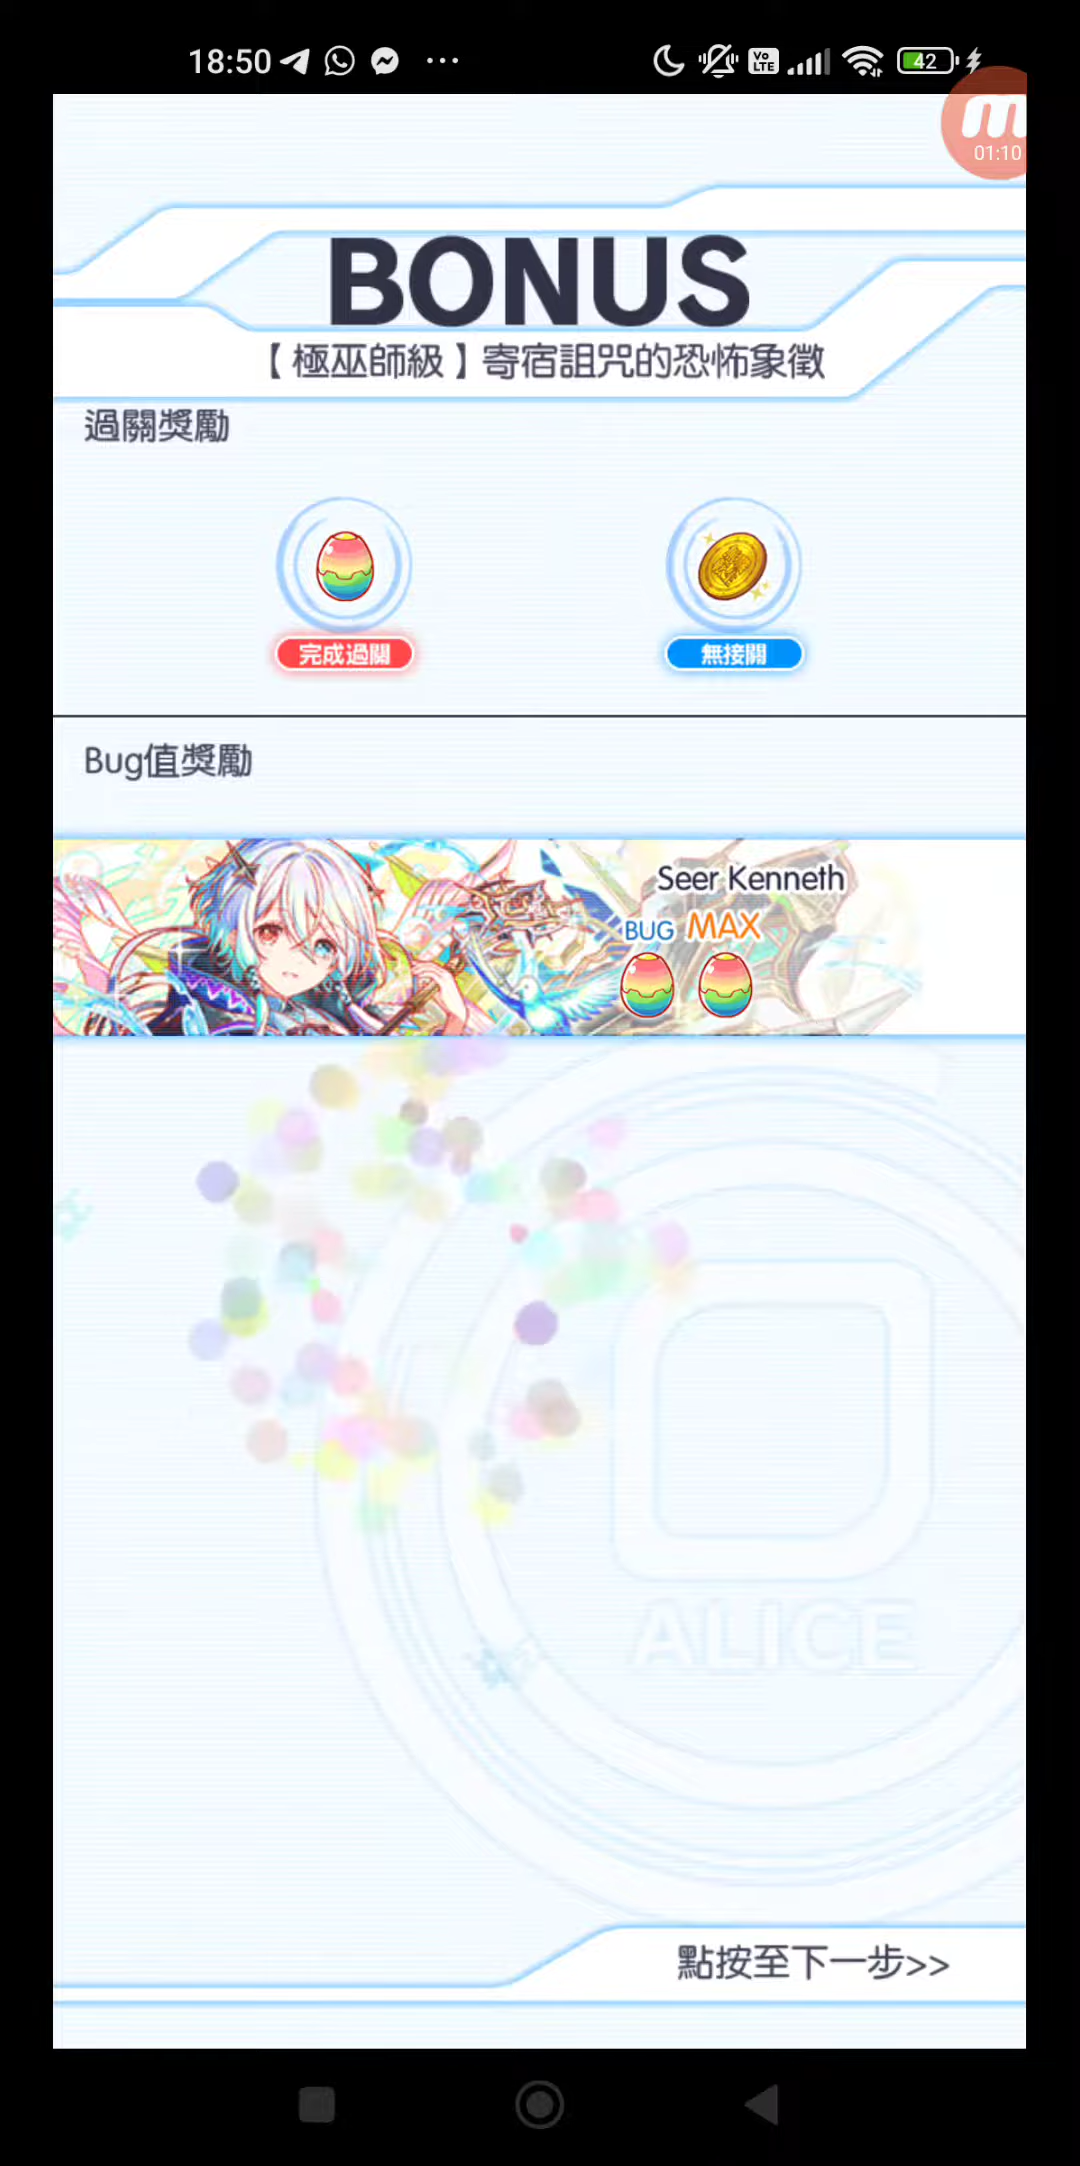 18:50
Vo
LTE
42
01:10
BONUS
【極巫師級】寄宿詛咒的恐怖象徵
過關獎勵
完成過關
無接關
Bug值獎勵
Seer Kenneth
BUG MAX
ALICE
點按至下一步>>